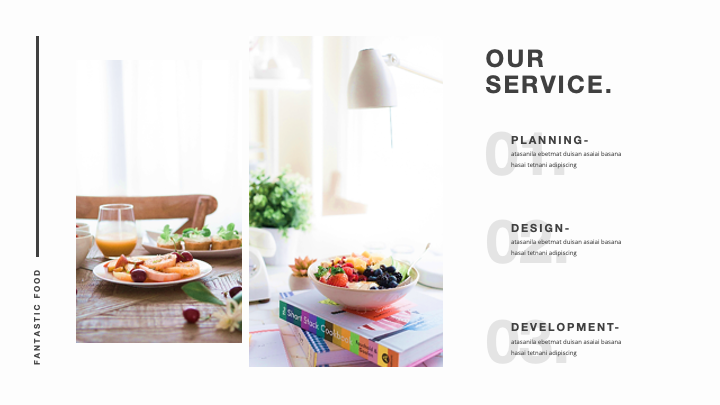 FANTASTIC FOOD
Short Stack Cookbook
OUR
SERVICE.
01.
PLANNING-
atasanila ebetmat duisan asaiai basana
hasai tetnani adipiscing
02.
DESIGN-
atasanila ebetmat duisan asaiai basana
hasai tetnani adipiscing
03.
DEVELOPMENT-
atasanila ebetmat duisan asaiai basana
hasai tetnani adipiscing